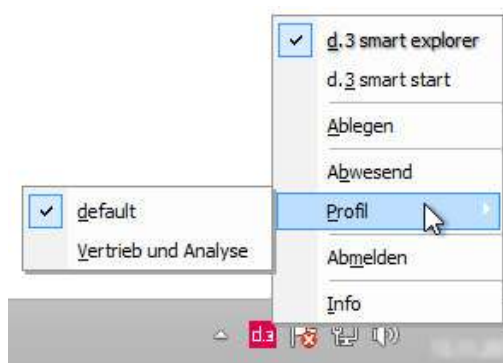 d.3 smart explorer
d.3 smart start
Ablegen
Abwesend
Profil
default
Vertrieb und Analyse
Abmelden
Info
d.3